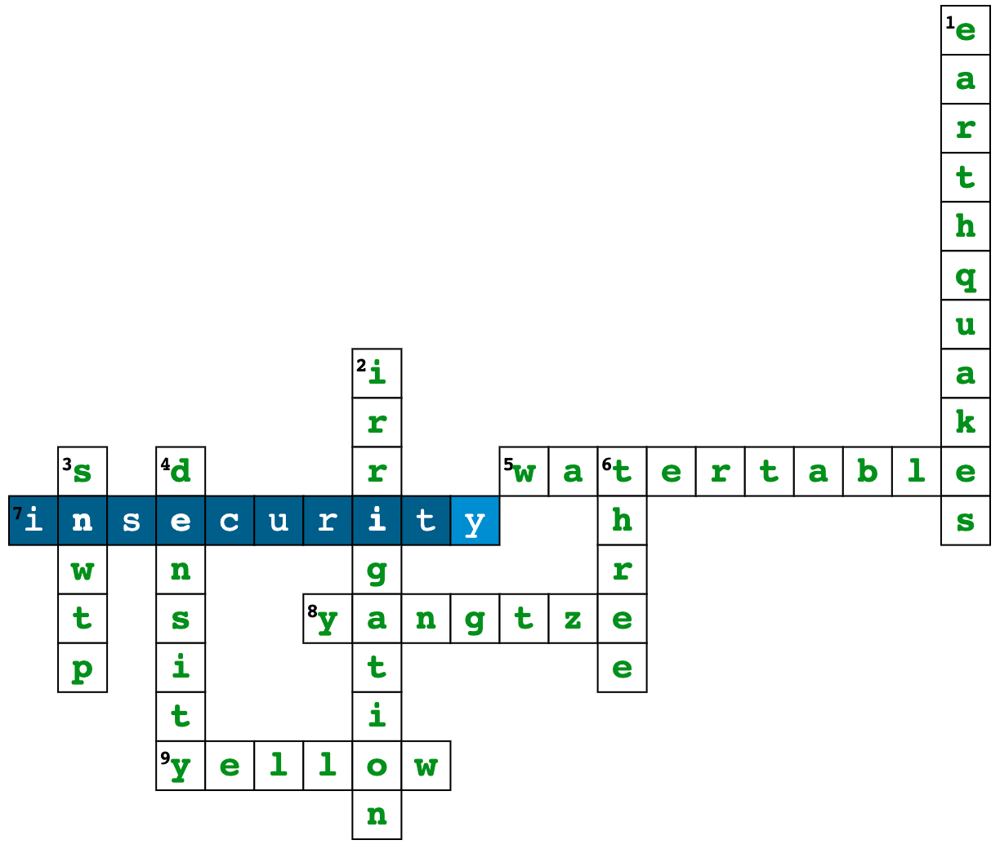 1e
a
r
t
h
q
u
2i a
r k
3s 4d r 5w a 6t e r t a b l e
7i n s e c u r i t y h s
w n g r
t s 8y a n g t z e
p i t e
t i
9y e l l o w
n